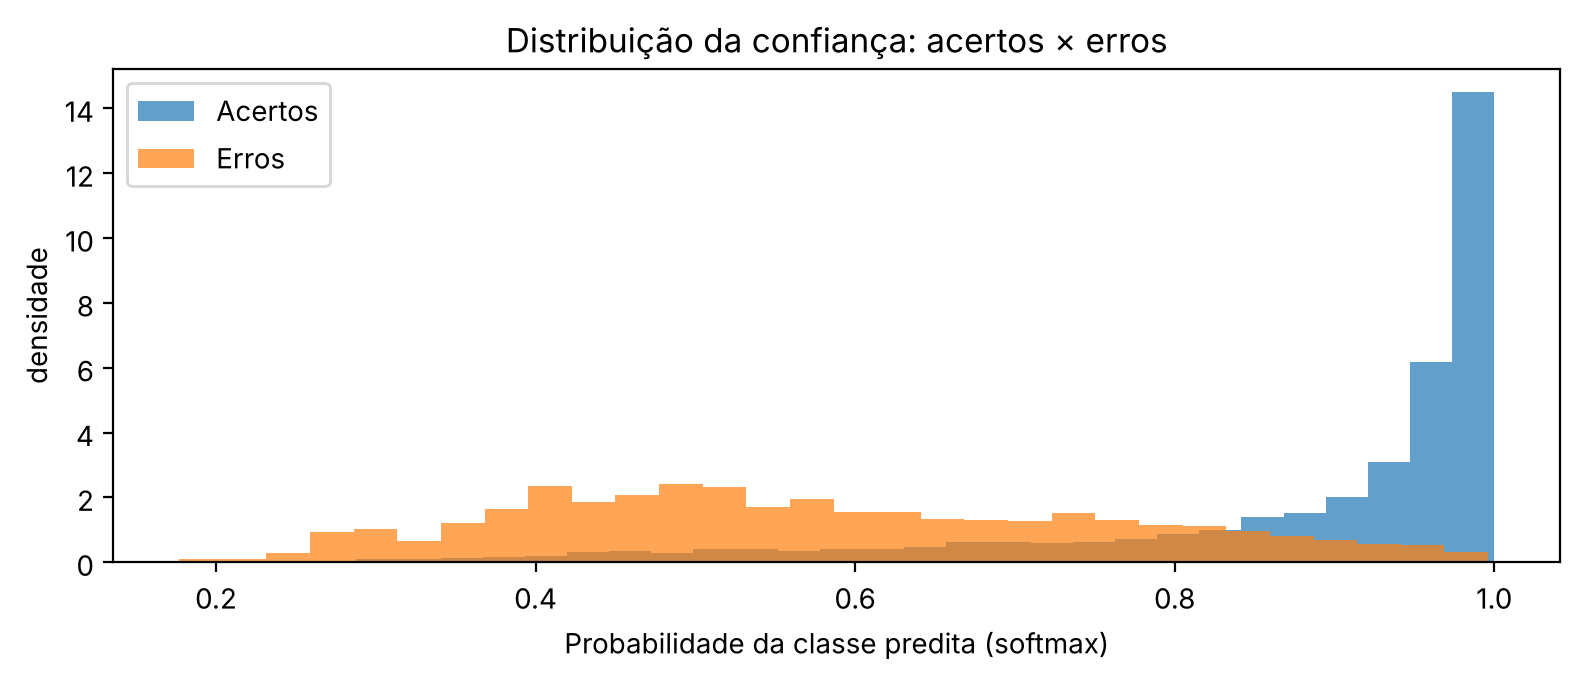 Distribuição da confiança: acertos × erros
Acertos
Erros
densidade
14
12
10
8
6
4
2
0
0.2 0.4 0.6 0.8 1.0
Probabilidade da classe predita (softmax)